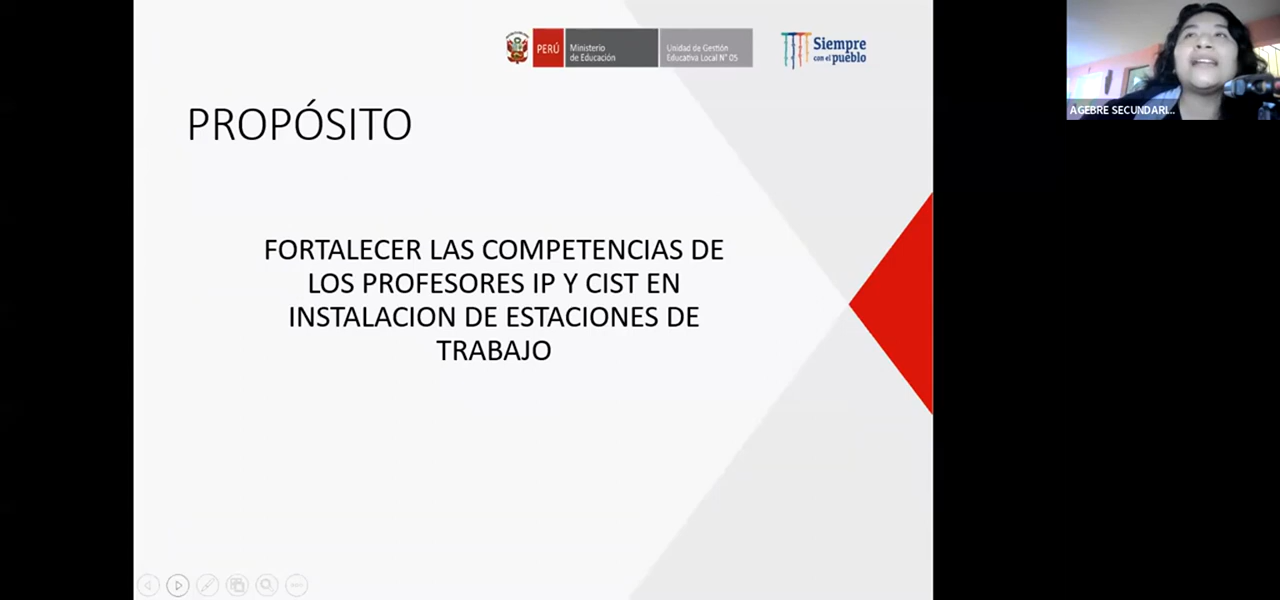 PERÚ
Ministerio
de Educación
Unidad de Gestión
Educativa Local N° 05
Siempre
con el pueblo
AGEBRE SECUNDARI...
PROPÓSITO
FORTALECER LAS COMPETENCIAS DE
LOS PROFESORES IP Y CIST EN
INSTALACION DE ESTACIONES DE
TRABAJO